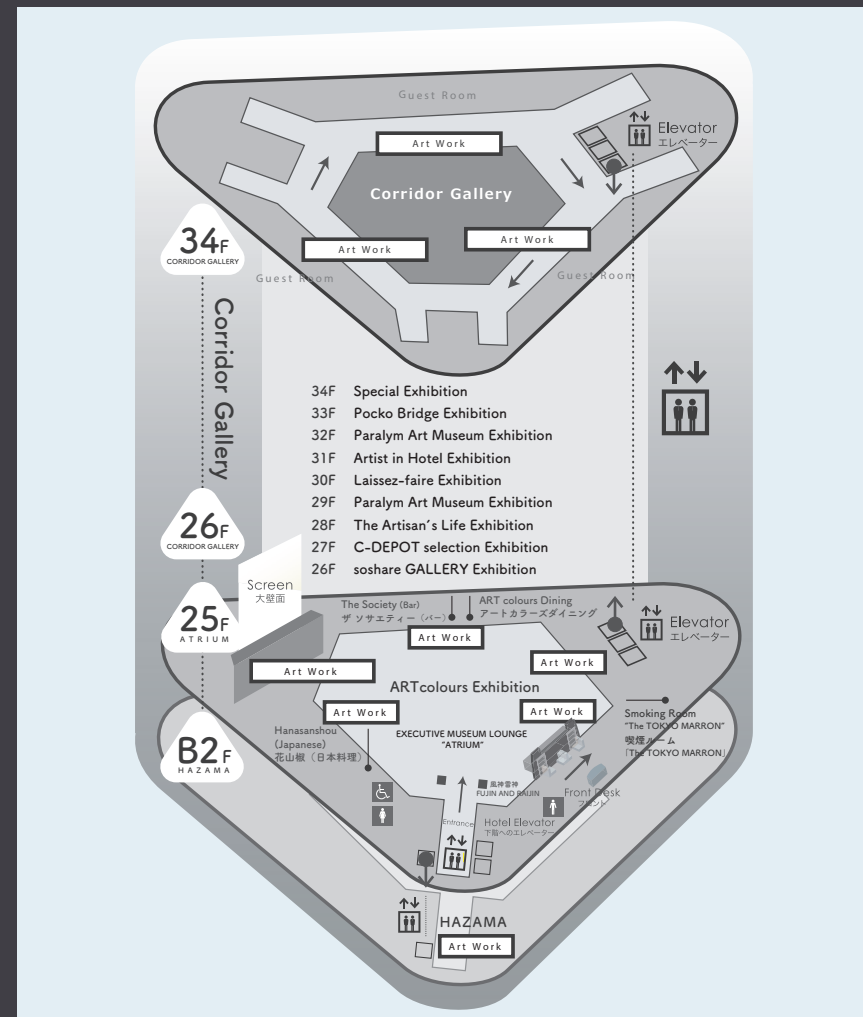 Guest Room
Elevator
エレベーター
Art Work
Corridor Gallery
Art Work
Art Work
34F
CORRIDOR GALLERY
Guest Room
Guest Room
Corridor Gallery
34F Special Exhibition
33F Pocko Bridge Exhibition
32F Paralym Art Museum Exhibition
31F Artist in Hotel Exhibition
30F Laissez-faire Exhibition
29F Paralym Art Museum Exhibition
28F The Artisan's Life Exhibition
27F C-DEPOT selection Exhibition
26F soshare GALLERY Exhibition
26F
CORRIDOR GALLERY
Screen
大壁面
25F
ATRIUM
The Society (Bar)
ザ ソサエティー（バー）
ART colours Dining
アートカラーズダイニング
Elevator
エレベーター
Art Work
Art Work
Art Work
ARTcolours Exhibition
Art Work
Art Work
EXECUTIVE MUSEUM LOUNGE
"ATRIUM"
Smoking Room
"The TOKYO MARRON"
喫煙ルーム
「The TOKYO MARRON」
Hanasanshou
(Japanese)
花山椒（日本料理）
B2F
HAZAMA
風神雷神
FUJIN AND RAIJIN
Front Desk
フロント
Entrance
Hotel Elevator
下階へのエレベーター
HAZAMA
Art Work